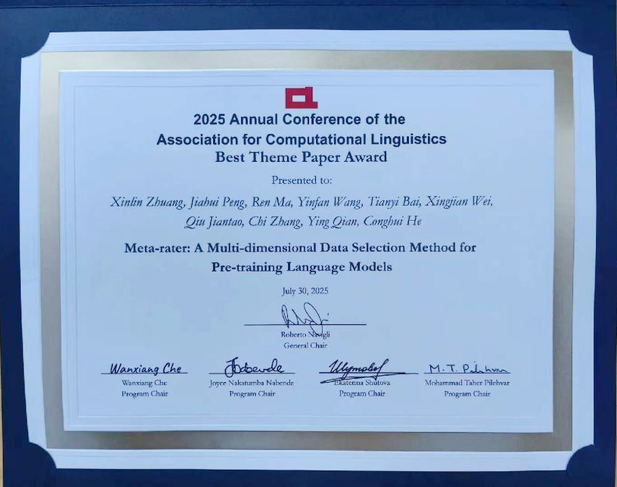 2025 Annual Conference of the
Association for Computational Linguistics
Best Theme Paper Award
Presented to:
Xinlin Zhuang, Jiahui Peng, Ren Ma, Yinfan Wang, Tianyi Bai, Xingjian Wei,
Qiu Jiantao, Chi Zhang, Ying Qian, Conghui He
Meta-rater: A Multi-dimensional Data Selection Method for
Pre-training Language Models
July 30, 2025
Roberto Navigli
General Chair
Wanxiang Che
Wanxiang Che
Program Chair
Joyce Nakatumba Nabende
Program Chair
Ekaterina Shutova
Program Chair
M. T. Pilehvar
Mohammad Taher Pilehvar
Program Chair